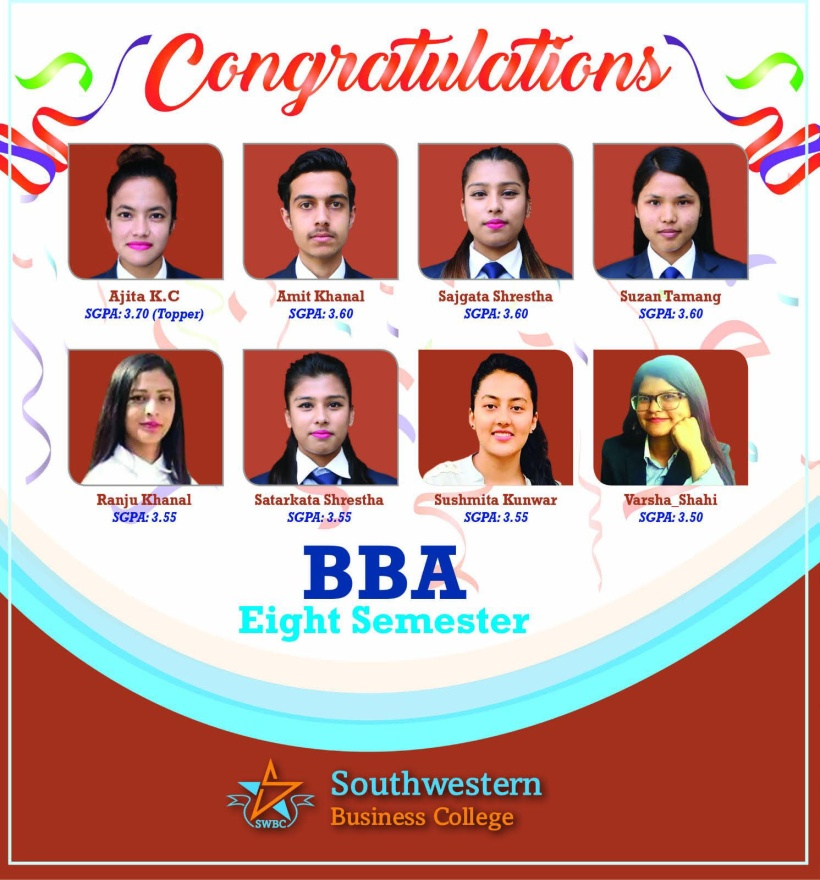 Congratulations
Ajita K.C
SGPA: 3.70 (Topper)
Amit Khanal
SGPA: 3.60
Sajgata Shrestha
SGPA: 3.60
Suzan Tamang
SGPA: 3.60
Ranju Khanal
SGPA: 3.55
Satarkata Shrestha
SGPA: 3.55
Sushmita Kunwar
SGPA: 3.55
Varsha_Shahi
SGPA: 3.50
BBA
Eight Semester
SWBC
Southwestern
Business College